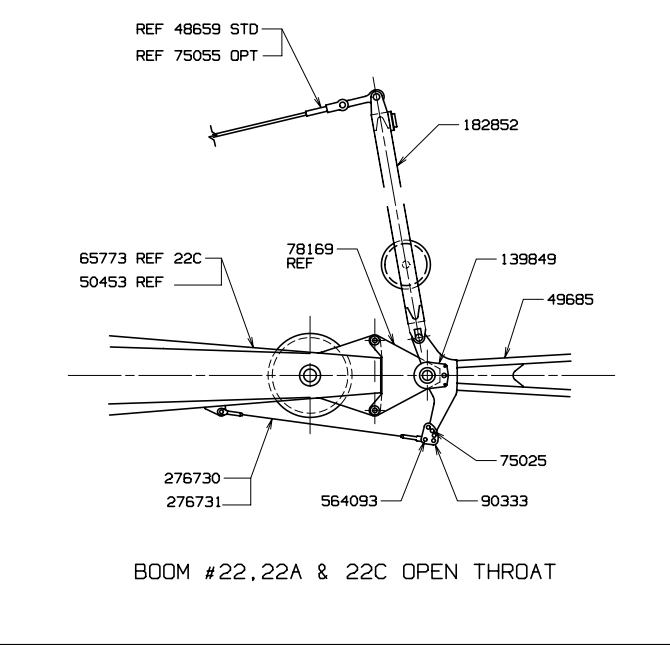 REF 48659 STD
REF 75055 OPT
182852
65773 REF 22C
50453 REF
78169
REF
139849
49685
75025
276730
276731
564093
90333
BOOM #22,22A & 22C OPEN THROAT